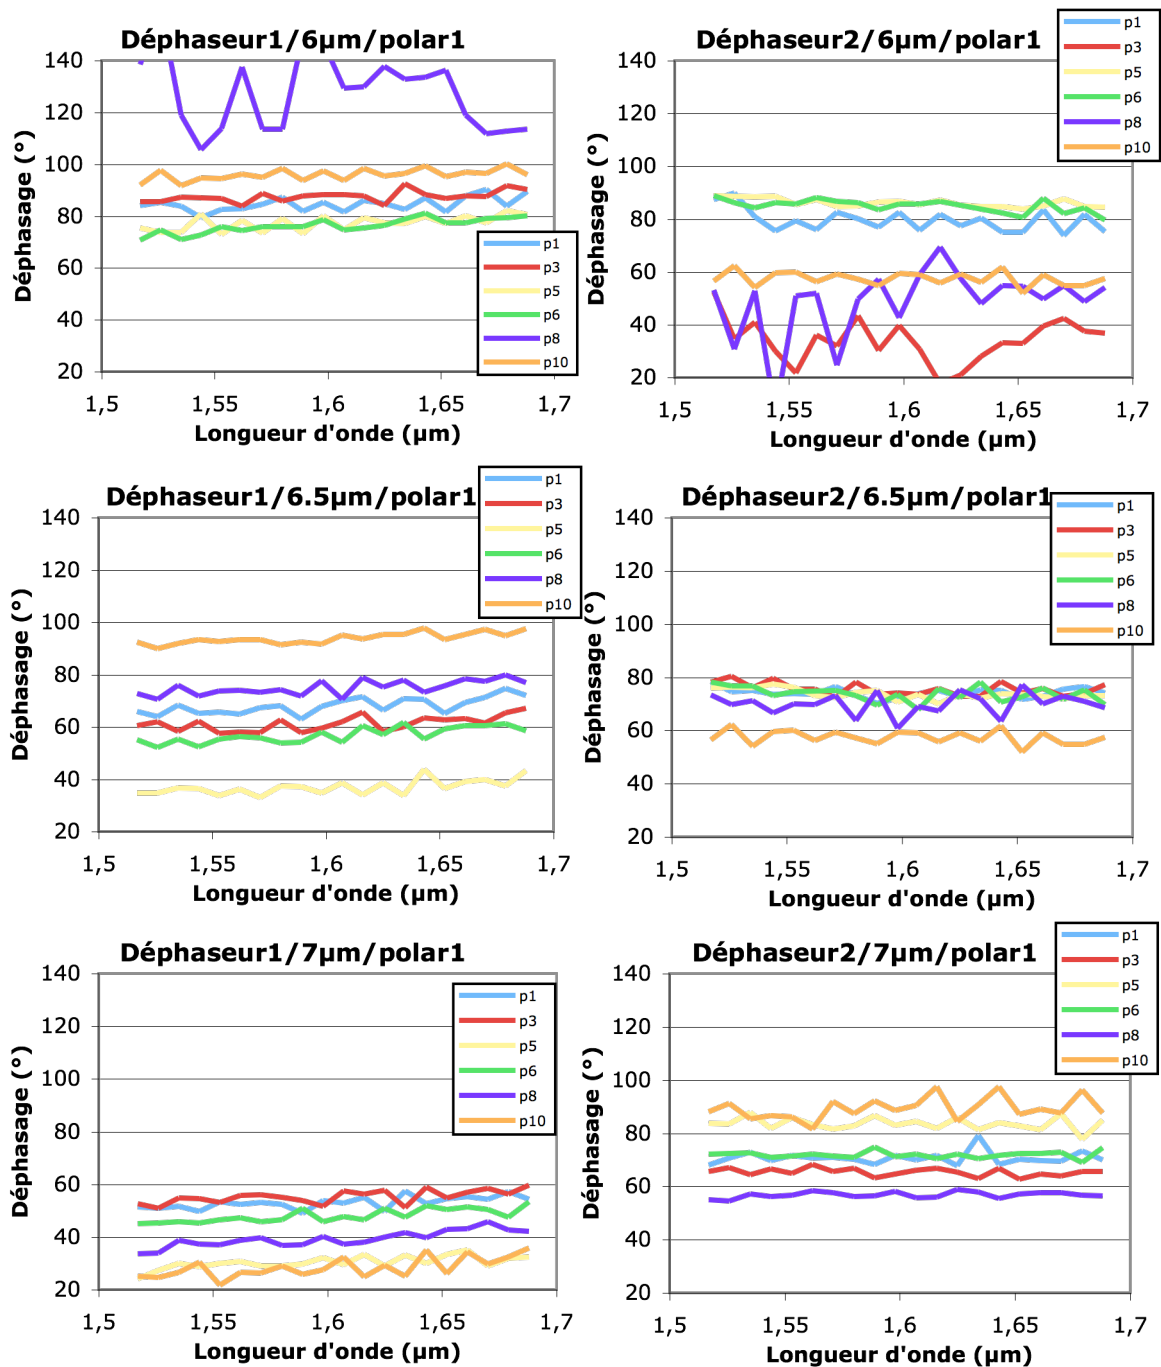 Déphaseur1/6µm/polar1
Déphasage (°)
140
120
100
80
60
40
20
1,5
1,55
1,6
1,65
1,7
Longueur d'onde (µm)
p1
p3
p5
p6
p8
p10
Déphaseur2/6µm/polar1
Déphasage (°)
140
120
100
80
60
40
20
1,5
1,55
1,6
1,65
1,7
Longueur d'onde (µm)
p1
p3
p5
p6
p8
p10
Déphaseur1/6.5µm/polar1
Déphasage (°)
140
120
100
80
60
40
20
1,5
1,55
1,6
1,65
1,7
Longueur d'onde (µm)
p1
p3
p5
p6
p8
p10
Déphaseur2/6.5µm/polar1
Déphasage (°)
140
120
100
80
60
40
20
1,5
1,55
1,6
1,65
1,7
Longueur d'onde (µm)
p1
p3
p5
p6
p8
p10
Déphaseur1/7µm/polar1
Déphasage (°)
140
120
100
80
60
40
20
1,5
1,55
1,6
1,65
1,7
Longueur d'onde (µm)
p1
p3
p5
p6
p8
p10
Déphaseur2/7µm/polar1
Déphasage (°)
140
120
100
80
60
40
20
1,5
1,55
1,6
1,65
1,7
Longueur d'onde (µm)
p1
p3
p5
p6
p8
p10